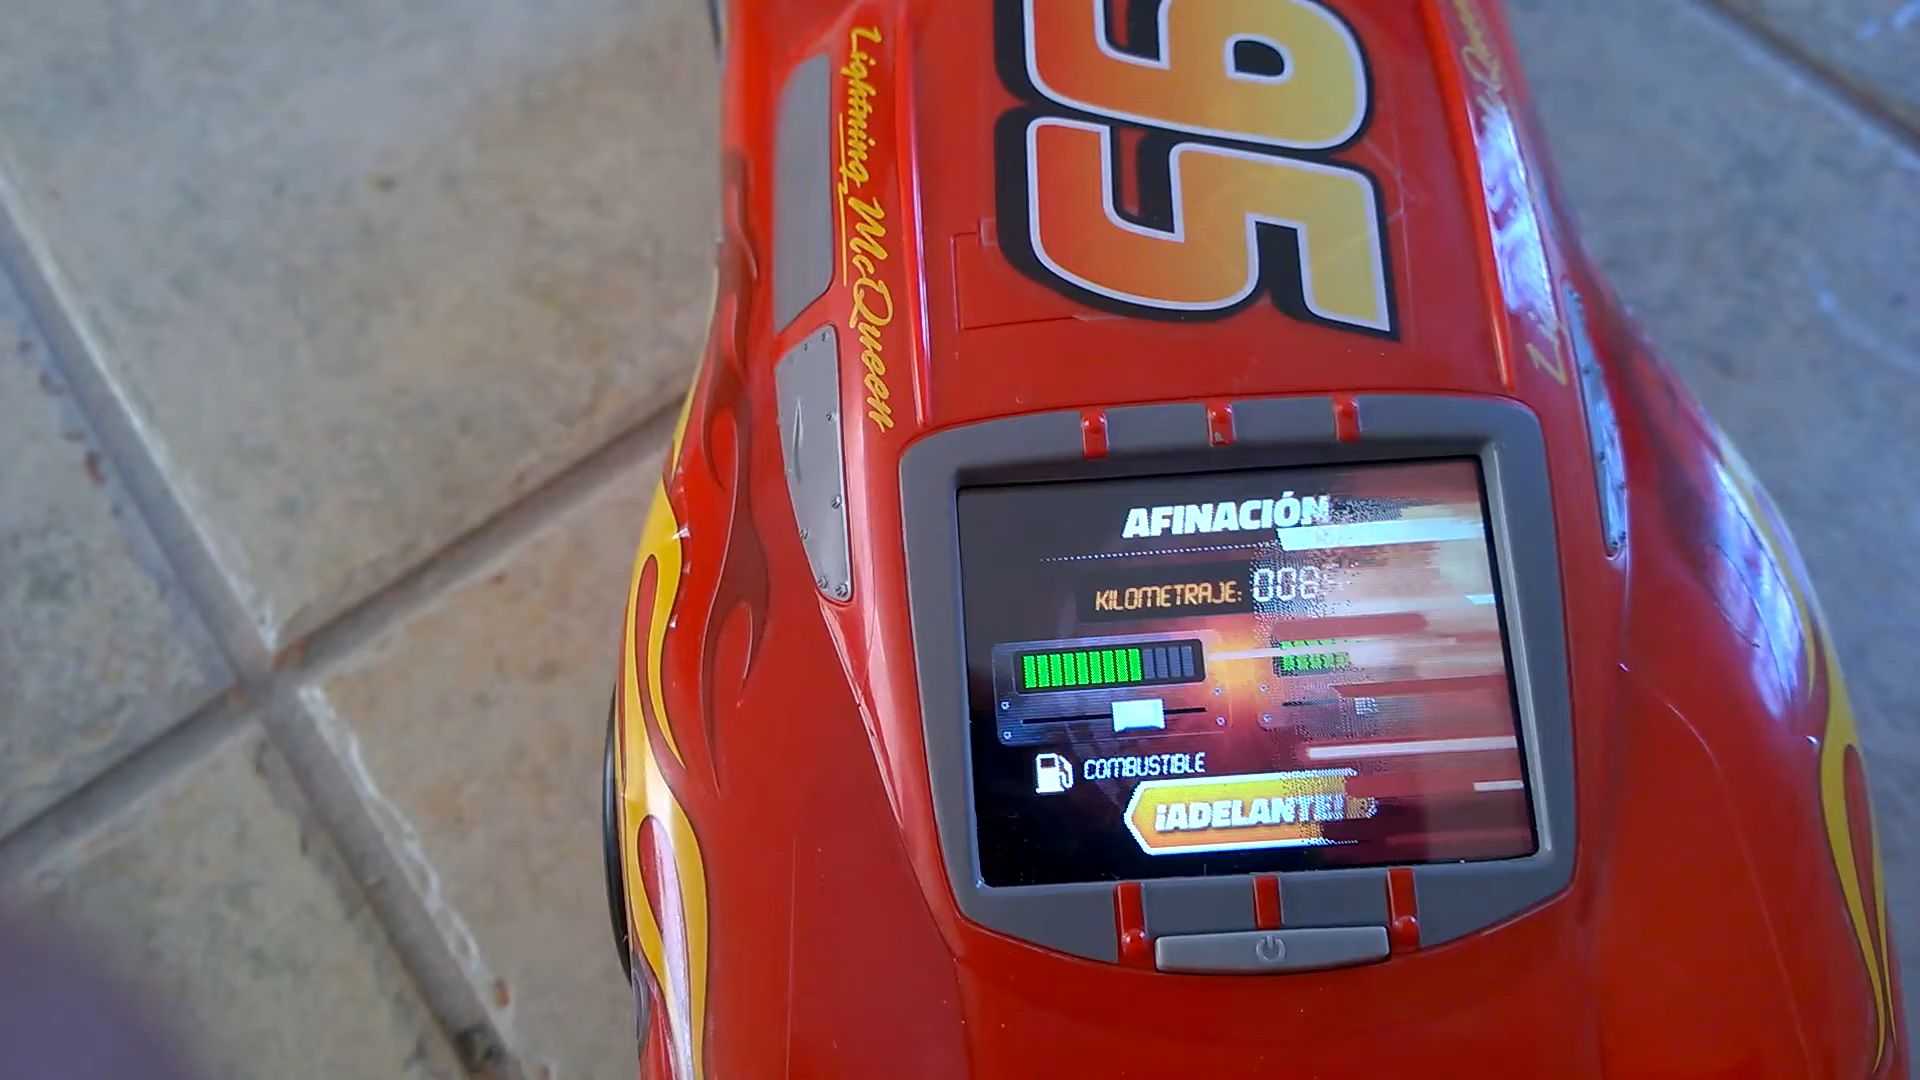 Lightning McQueen
95
AFINACIÓN
KILOMETRAJE: 008
COMBUSTIBLE
¡ADELANTE!